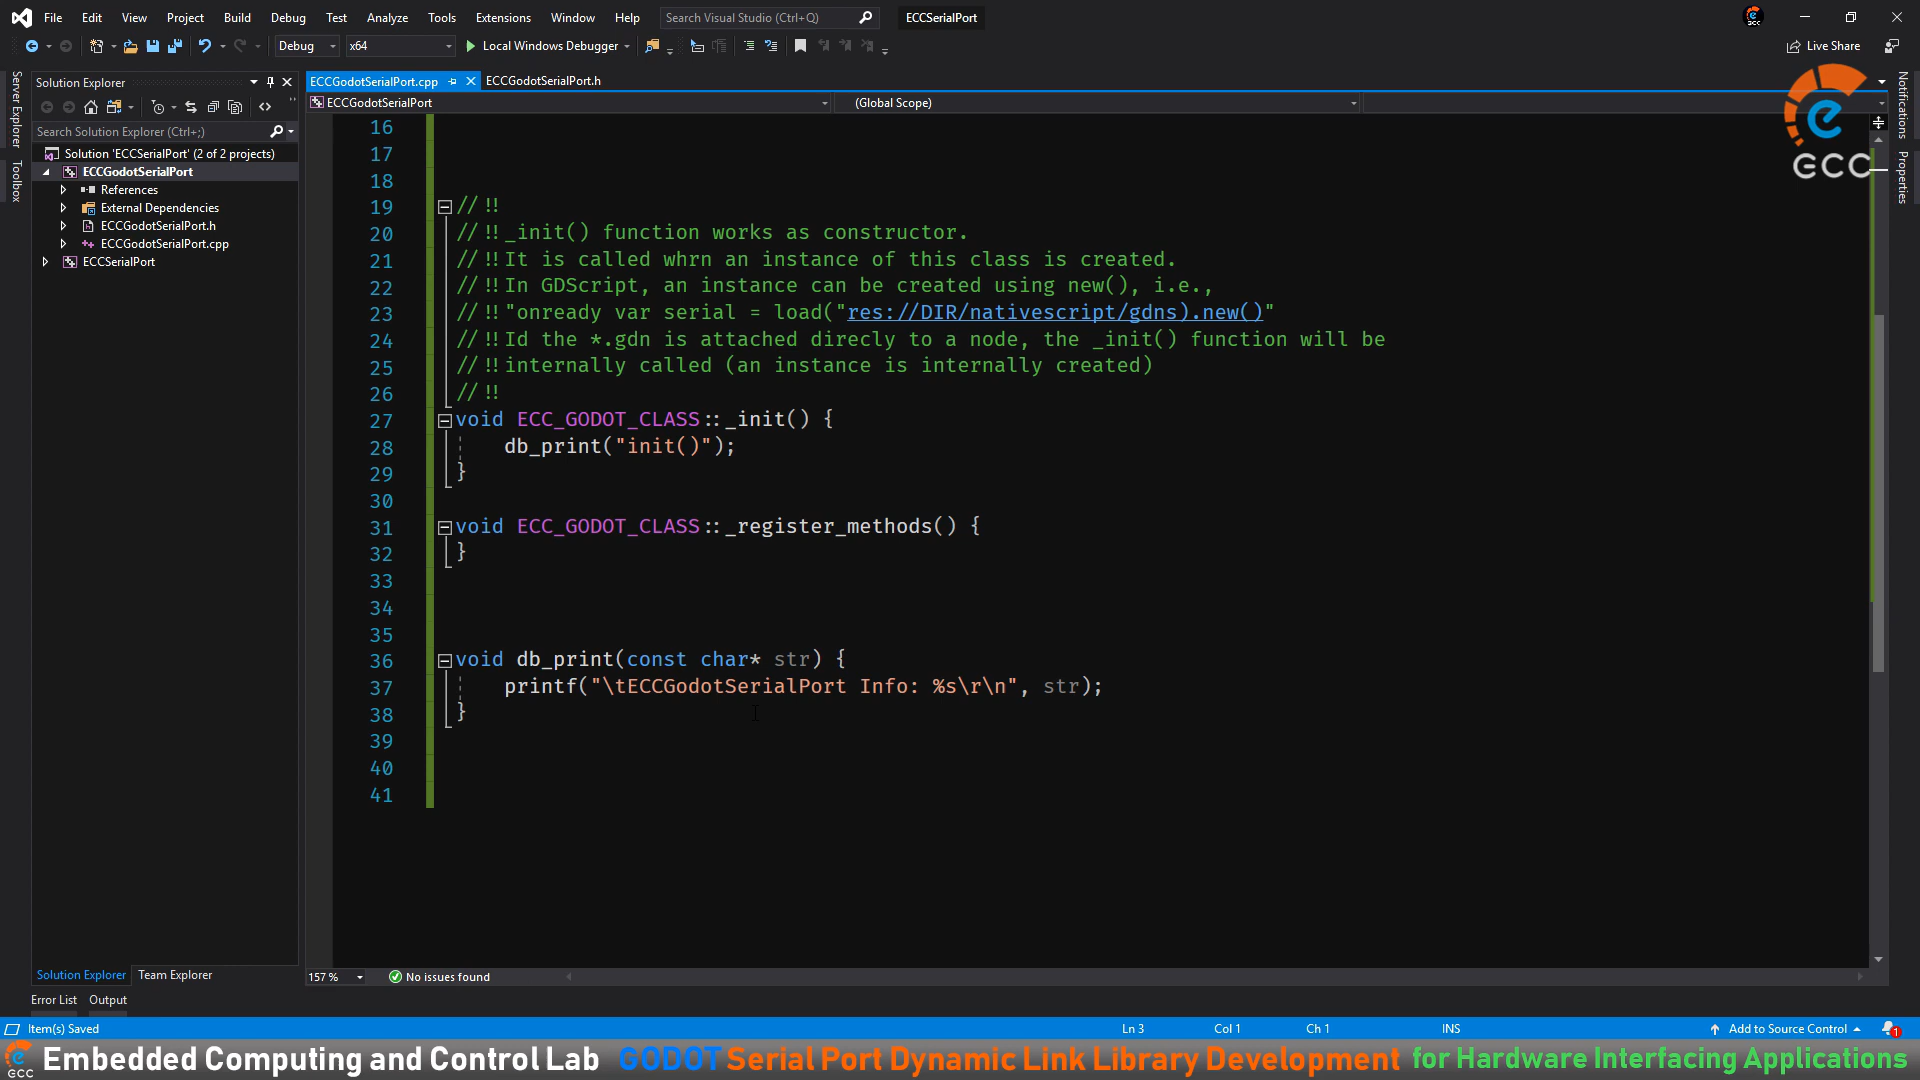 File Edit View Project Build Debug Test Analyze Tools Extensions Window Help Search Visual Studio (Ctrl+Q) ECCSerialPort
Debug x64 Local Windows Debugger Live Share
Server Explorer
Toolbox
Solution Explorer
Search Solution Explorer (Ctrl+;)
Solution 'ECCSerialPort' (2 of 2 projects)
ECCGodotSerialPort
References
External Dependencies
ECCGodotSerialPort.h
ECCGodotSerialPort.cpp
ECCSerialPort
Solution Explorer Team Explorer
Error List Output
ECCGodotSerialPort.cpp ECCGodotSerialPort.h
ECCGodotSerialPort (Global Scope)
16
17
18
19 //!!
20 //!!_init() function works as constructor.
21 //!!It is called whrn an instance of this class is created.
22 //!!In GDScript, an instance can be created using new(), i.e.,
23 //!!"onready var serial = load("res://DIR/nativescript/gdns).new()"
24 //!!Id the *.gdn is attached direcly to a node, the _init() function will be
25 //!!internally called (an instance is internally created)
26 //!!
27 void ECC_GODOT_CLASS::_init() {
28 db_print("init()");
29 }
30
31 void ECC_GODOT_CLASS::_register_methods() {
32 }
33
34
35
36 void db_print(const char* str) {
37 printf("\tECCGodotSerialPort Info: %s\r\n", str);
38 }
39
40
41
157 % No issues found
Notifications
Properties
e
ECC
Item(s) Saved Ln 3 Col 1 Ch 1 INS Add to Source Control 1
ECC Embedded Computing and Control Lab GODOT Serial Port Dynamic Link Library Development for Hardware Interfacing Applications